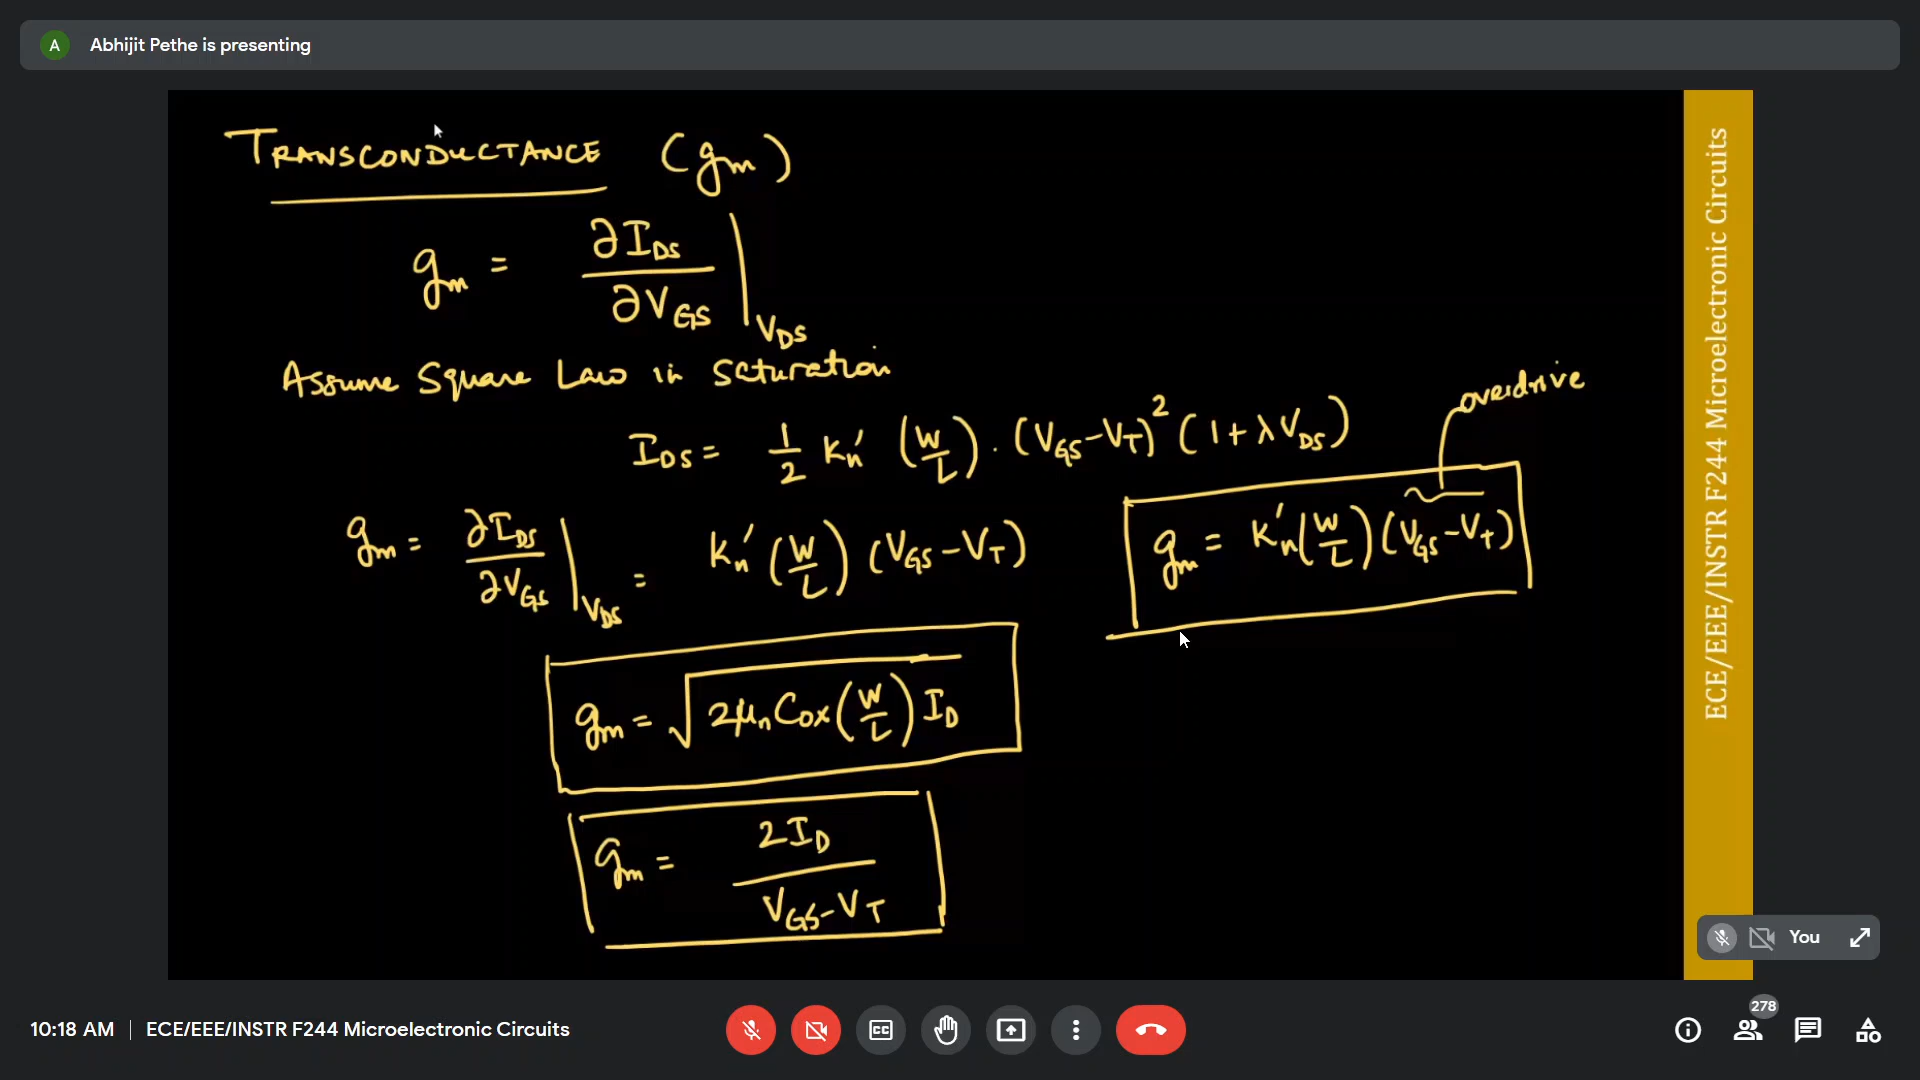 A Abhijit Pethe is presenting
TRANSCONDUCTANCE (gm)
gm = ∂IDS / ∂VGS |VDS
Assume Square Law in Saturation
overdrive
IDS = 1/2 Kn' (W/L) · (VGS-VT)² (1+λVDS)
gm = ∂IDS / ∂VGS |VDS = Kn' (W/L) (VGS-VT)
gm = Kn' (W/L) (VGS-Vt)
gm = √2μnCox(W/L) ID
gm = 2ID / VGS-VT
ECE/EEE/INSTR F244 Microelectronic Circuits
You
10:18 AM | ECE/EEE/INSTR F244 Microelectronic Circuits
CC
278